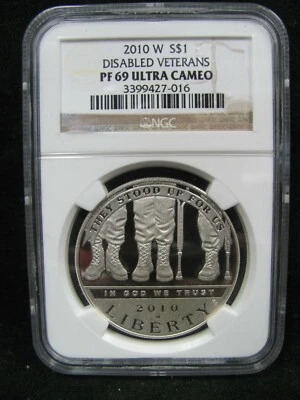 2010 W S$1
DISABLED VETERANS
PF 69 ULTRA CAMEO
3399427-016
NGC
THEY STOOD UP FOR US
IN GOD WE TRUST
2010
W
LIBERTY